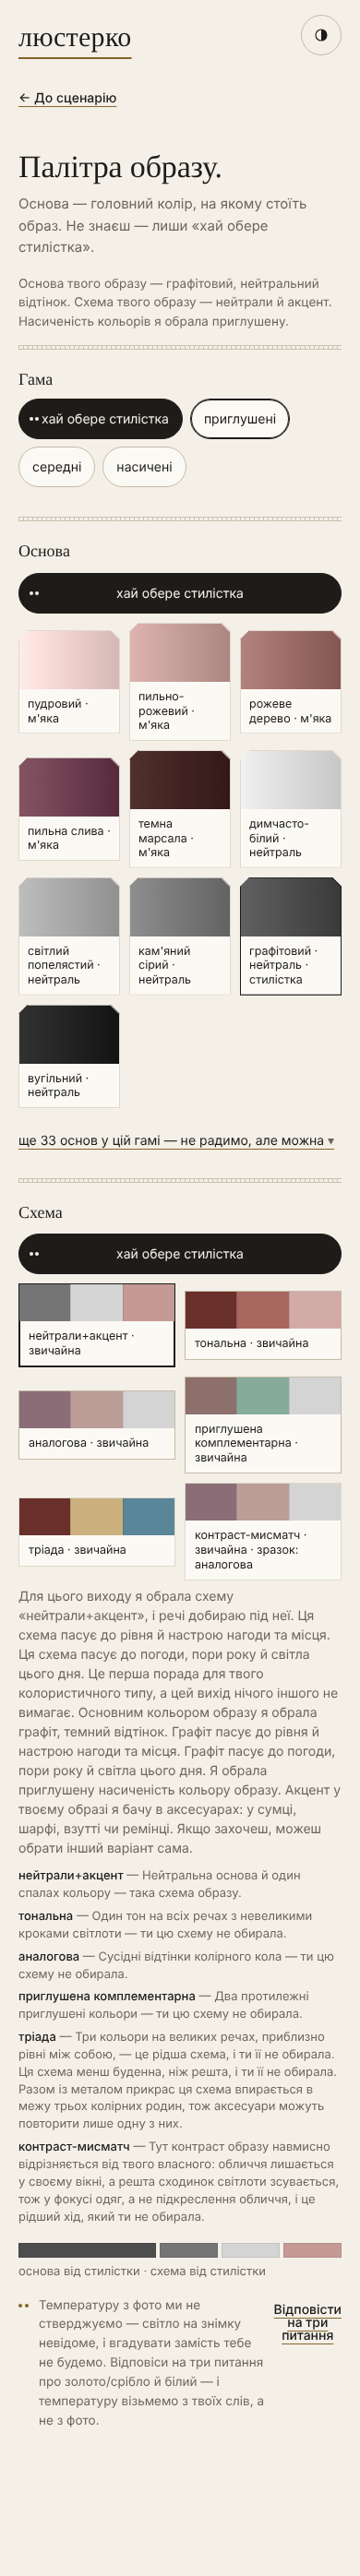 люстерко
← До сценарію
Палітра образу.
Основа — головний колір, на якому стоїть
образ. Не знаєш — лиши «хай обере
стилістка».
Основа твого образу — графітовий, нейтральний
відтінок. Схема твого образу — нейтрали й акцент.
Насиченість кольорів я обрала приглушену.
Гама
хай обере стилістка
приглушені
середні
насичені
Основа
хай обере стилістка
пудровий ·
м'яка
пильно-
рожевий ·
м'яка
рожеве
дерево · м'яка
пильна слива ·
м'яка
темна
марсала ·
м'яка
димчасто-
білий ·
нейтраль
світлий
попелястий ·
нейтраль
кам'яний
сірий ·
нейтраль
графітовий ·
нейтраль ·
стилістка
вугільний ·
нейтраль
ще 33 основ у цій гамі — не радимо, але можна ▾
Схема
хай обере стилістка
нейтрали+акцент ·
звичайна
тональна · звичайна
аналогова · звичайна
приглушена
комплементарна ·
звичайна
тріада · звичайна
контраст-мисматч ·
звичайна · зразок:
аналогова
Для цього виходу я обрала схему
«нейтрали+акцент», і речі добираю під неї. Ця
схема пасує до рівня й настрою нагоди та місця.
Ця схема пасує до погоди, пори року й світла
цього дня. Це перша порада для твого
колористичного типу, а цей вихід нічого іншого не
вимагає. Основним кольором образу я обрала
графіт, темний відтінок. Графіт пасує до рівня й
настрою нагоди та місця. Графіт пасує до погоди,
пори року й світла цього дня. Я обрала
приглушену насиченість кольору образу. Акцент у
твоєму образі я бачу в аксесуарах: у сумці,
шарфі, взутті чи ремінці. Якщо захочеш, можеш
обрати інший варіант сама.
нейтрали+акцент — Нейтральна основа й один
спалах кольору — така схема образу.
тональна — Один тон на всіх речах з невеликими
кроками світлоти — ти цю схему не обирала.
аналогова — Сусідні відтінки колірного кола — ти цю
схему не обирала.
приглушена комплементарна — Два протилежні
приглушені кольори — ти цю схему не обирала.
тріада — Три кольори на великих речах, приблизно
рівні між собою, — це рідша схема, і ти її не обирала.
Ця схема менш буденна, ніж решта, і ти її не обирала.
Разом із металом прикрас ця схема впирається в
межу трьох колірних родин, тож аксесуари можуть
повторити лише одну з них.
контраст-мисматч — Тут контраст образу навмисно
відрізняється від твого власного: обличчя лишається
у своєму вікні, а решта сходинок світлоти зсувається,
тож у фокусі одяг, а не підкреслення обличчя, і це
рідший хід, який ти не обирала.
основа від стилістки · схема від стилістки
Температуру з фото ми не
стверджуємо — світло на знімку
невідоме, і вгадувати замість тебе
не будемо. Відповіси на три питання
про золото/срібло й білий — і
температуру візьмемо з твоїх слів, а
не з фото.
Відповісти
на три
питання